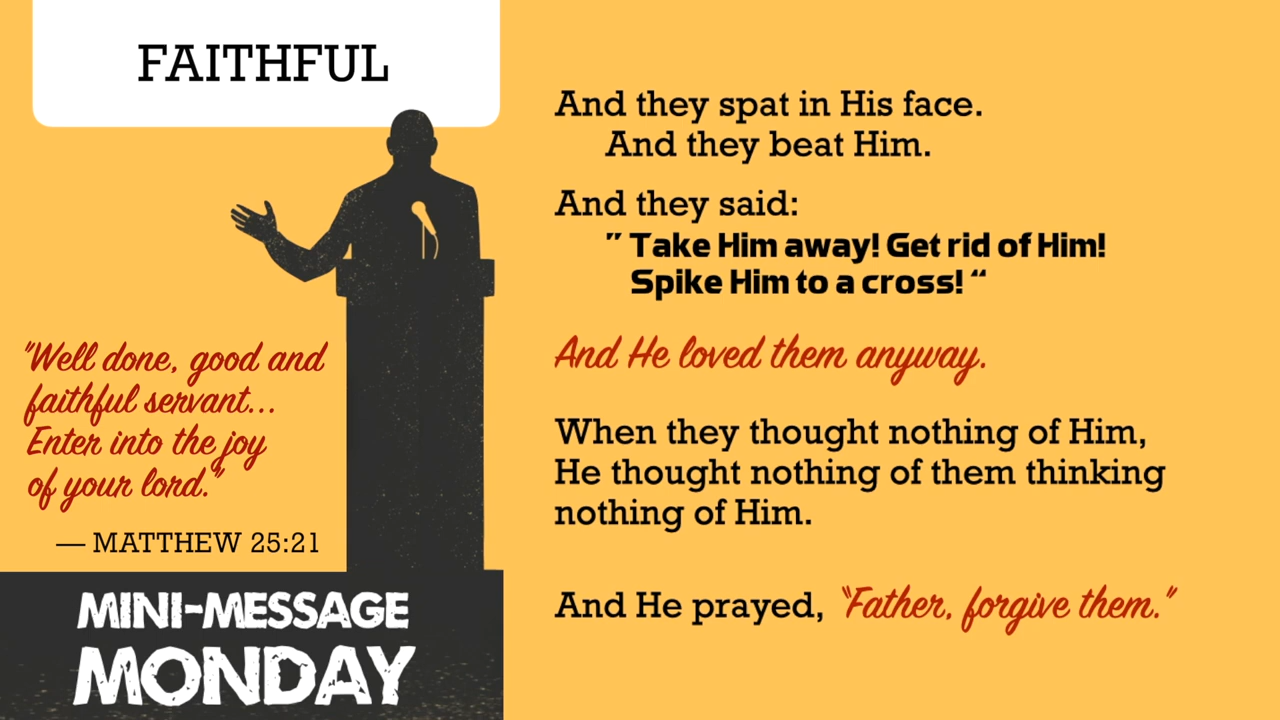 FAITHFUL
"Well done, good and
faithful servant...
Enter into the joy
of your lord."
— MATTHEW 25:21
MINI-MESSAGE
MONDAY
And they spat in His face.
And they beat Him.
And they said:
” Take Him away! Get rid of Him!
Spike Him to a cross! “
And He loved them anyway.
When they thought nothing of Him,
He thought nothing of them thinking
nothing of Him.
And He prayed, “Father, forgive them.”